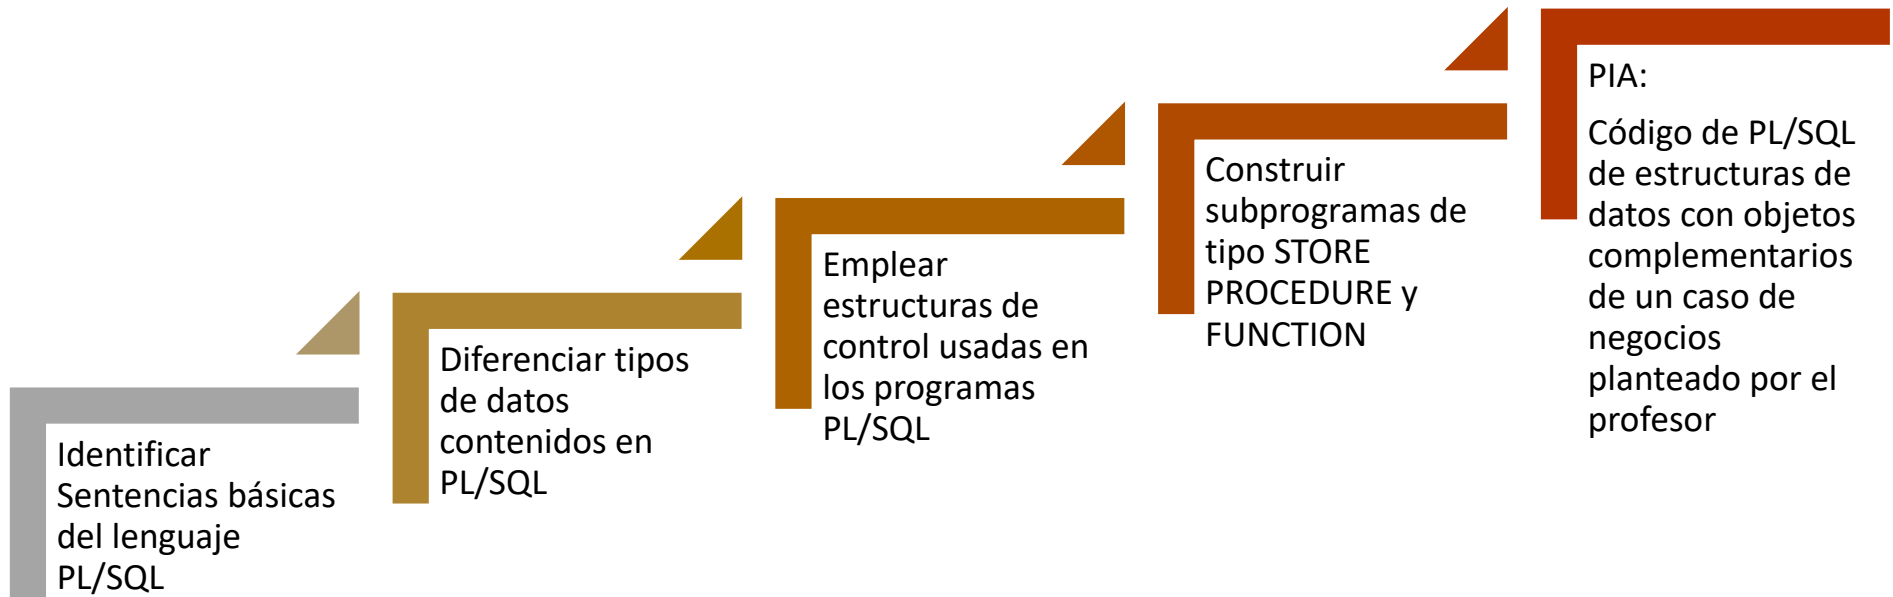 Identificar
Sentencias básicas
del lenguaje
PL/SQL
Diferenciar tipos
de datos
contenidos en
PL/SQL
Emplear
estructuras de
control usadas en
los programas
PL/SQL
Construir
subprogramas de
tipo STORE
PROCEDURE y
FUNCTION
PIA:
Código de PL/SQL
de estructuras de
datos con objetos
complementarios
de un caso de
negocios
planteado por el
profesor